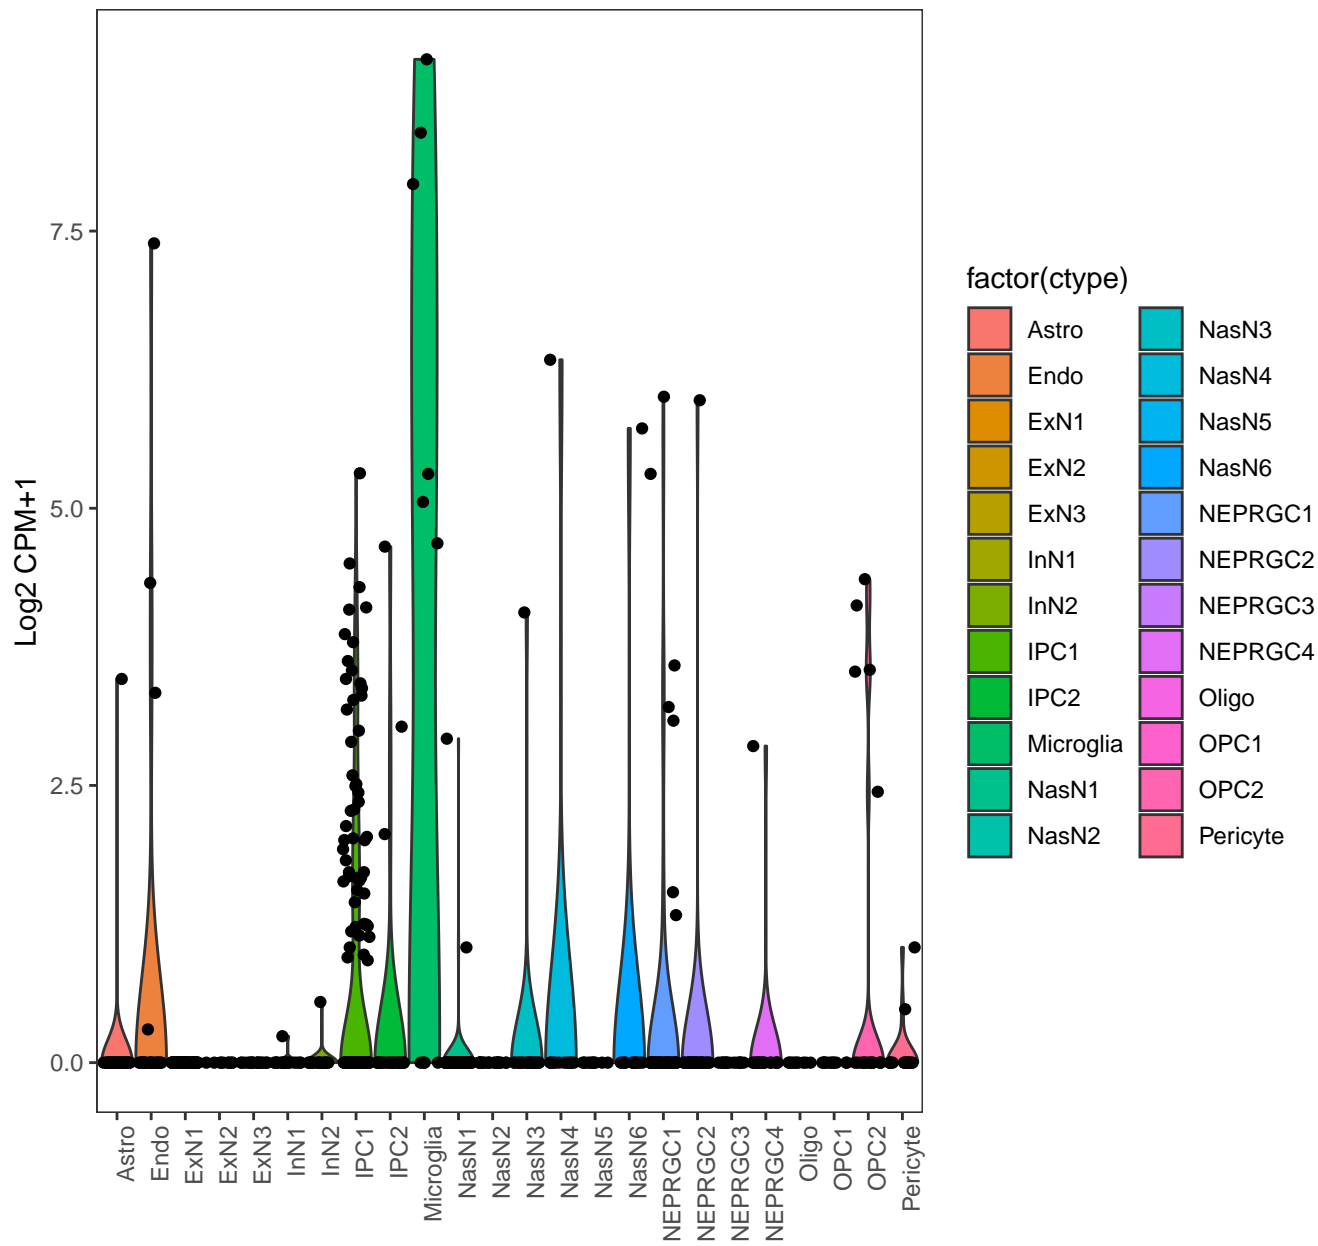 Log2 CPM+1
7.5
5.0
2.5
0.0
Astro
Endo
ExN1
ExN2
ExN3
InN1
InN2
IPC1
IPC2
Microglia
NasN1
NasN2
NasN3
NasN4
NasN5
NasN6
NEPRGC1
NEPRGC2
NEPRGC3
NEPRGC4
Oligo
OPC1
OPC2
Pericyte
factor(ctype)
Astro
Endo
ExN1
ExN2
ExN3
InN1
InN2
IPC1
IPC2
Microglia
NasN1
NasN2
NasN3
NasN4
NasN5
NasN6
NEPRGC1
NEPRGC2
NEPRGC3
NEPRGC4
Oligo
OPC1
OPC2
Pericyte